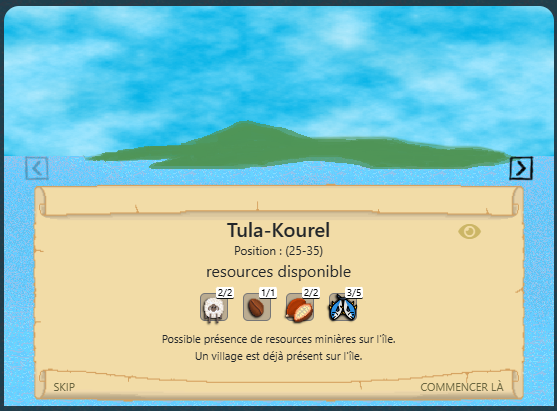 Tula-Kourel
Position : (25-35)
resources disponible
2/2 1/1 2/2 3/5
Possible présence de resources minières sur l'île.
Un village est déjà présent sur l'île.
SKIP COMMENCER LÀ